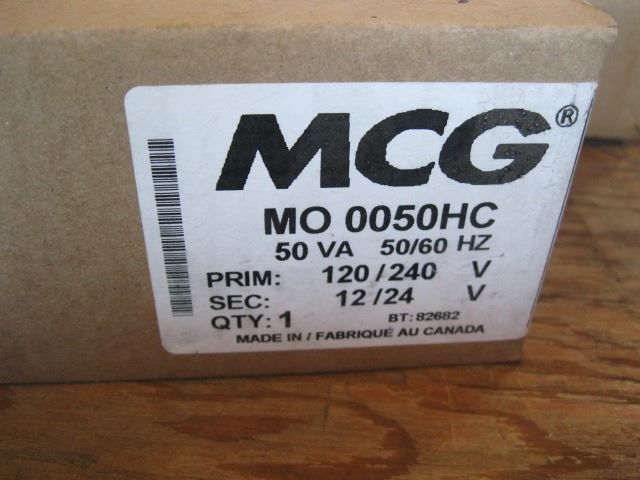 MCG®
MO 0050HC
50 VA 50/60 HZ
PRIM: 120/240 V
SEC: 12/24 V
QTY: 1 BT: 82682
MADE IN / FABRIQUÉ AU CANADA